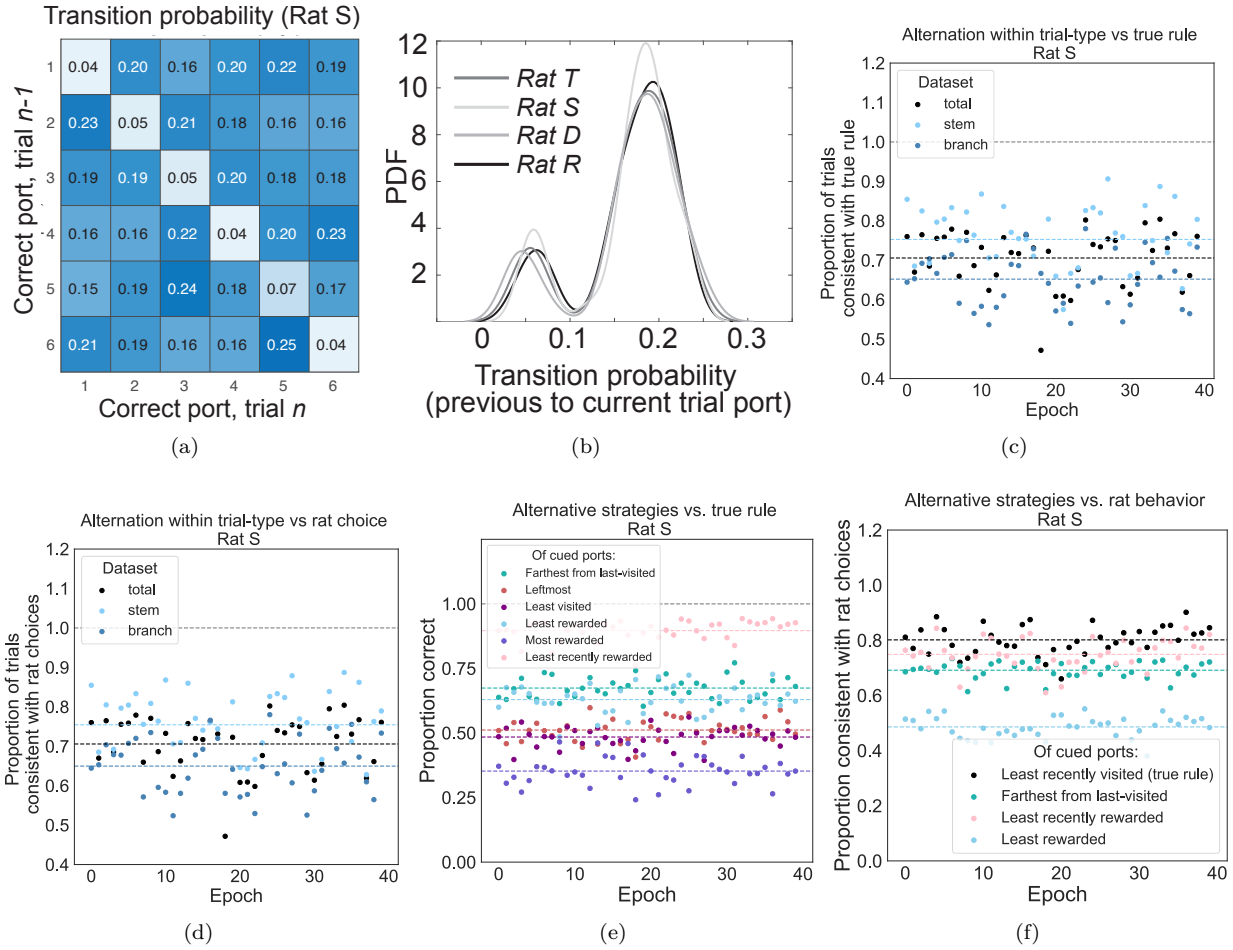 Transition probability (Rat S)
Correct port, trial n-1
1 0.04 0.20 0.16 0.20 0.22 0.19
2 0.23 0.05 0.21 0.18 0.16 0.16
3 0.19 0.19 0.05 0.20 0.18 0.18
4 0.16 0.16 0.22 0.04 0.20 0.23
5 0.15 0.19 0.24 0.18 0.07 0.17
6 0.21 0.19 0.16 0.16 0.25 0.04
1 2 3 4 5 6
Correct port, trial n
(a)
PDF
12
10
8
6
4
2
Rat T
Rat S
Rat D
Rat R
0 0.1 0.2 0.3
Transition probability
(previous to current trial port)
(b)
Alternation within trial-type vs true rule
Rat S
Proportion of trials
consistent with true rule
1.2
1.1
1.0
0.9
0.8
0.7
0.6
0.5
0.4
Dataset
total
stem
branch
0 10 20 30 40
Epoch
(c)
Alternation within trial-type vs rat choice
Rat S
Proportion of trials
consistent with rat choices
1.2
1.1
1.0
0.9
0.8
0.7
0.6
0.5
0.4
Dataset
total
stem
branch
0 10 20 30 40
Epoch
(d)
Alternative strategies vs. true rule
Rat S
Proportion correct
1.00
0.75
0.50
0.25
0.00
Of cued ports:
Farthest from last-visited
Leftmost
Least visited
Least rewarded
Most rewarded
Least recently rewarded
0 10 20 30 40
Epoch
(e)
Alternative strategies vs. rat behavior
Rat S
Proportion consistent with rat choices
1.2
1.0
0.8
0.6
0.4
0.2
0.0
Of cued ports:
Least recently visited (true rule)
Farthest from last-visited
Least recently rewarded
Least rewarded
0 10 20 30 40
Epoch
(f)